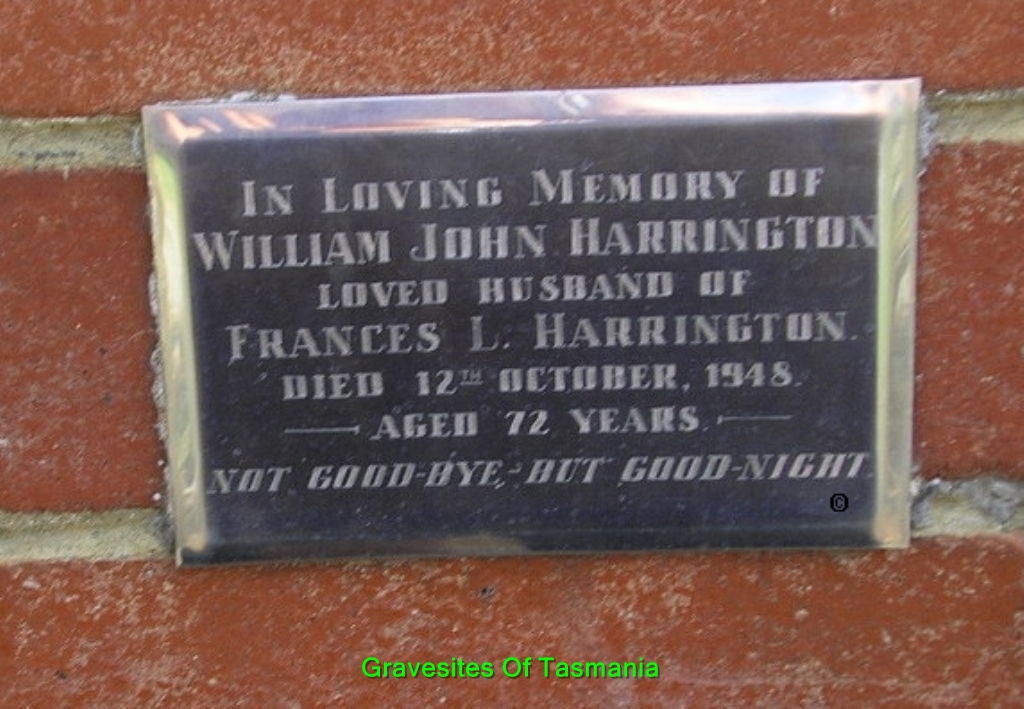 IN LOVING MEMORY OF
WILLIAM JOHN HARRINGTON
LOVED HUSBAND OF
FRANCES L. HARRINGTON.
DIED 12TH OCTOBER, 1948.
AGED 72 YEARS.
NOT GOOD-BYE,-BUT GOOD-NIGHT.
©
Gravesites Of Tasmania